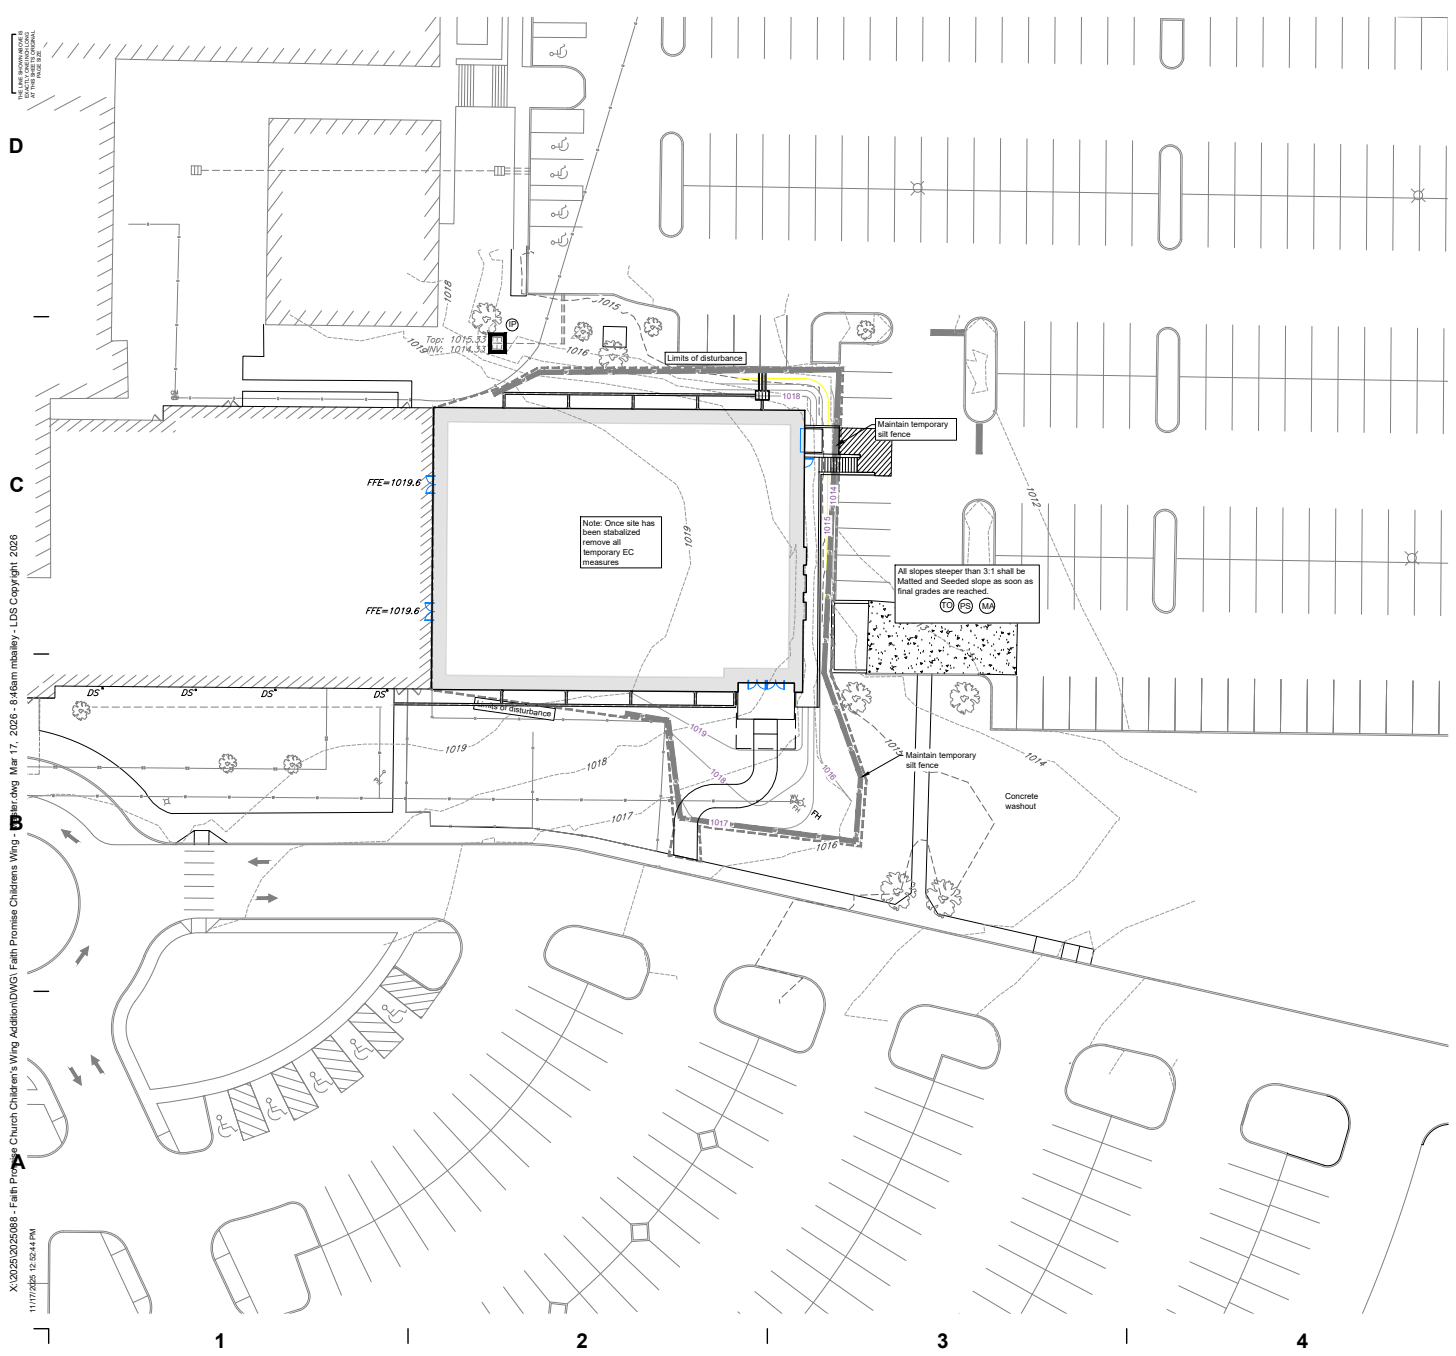 THE LINE SHOWN ABOVE IS
EXACTLY ONE INCH LONG
AT THIS SHEETS ORIGINAL
PAGE SIZE
D
1018
1015
IP
Top: 1015.33
INV: 1014.33
1016
Limits of disturbance
1018
Maintain temporary
silt fence
C
FFE=1019.6
1014
1012
1015
Note: Once site has
been stabalized
remove all
temporary EC
measures
1019
All slopes steeper than 3:1 shall be
Matted and Seeded slope as soon as
final grades are reached.
TO PS MA
FFE=1019.6
DS
DS
DS
DS
Limits of disturbance
1019
1019
1018
1018
1016
Maintain temporary
silt fence
1014
Concrete
washout
FH
FH
1017
1017
1016
B
A
X:\2025\2025088 - Faith Promise Church Children's Wing Addition\DWG\ Faith Promise Childrens Wing - Master.dwg Mar 17, 2026 - 8:46am mbailey - LDS Copyright 2026
11/17/2025 12:52:44 PM
1
2
3
4